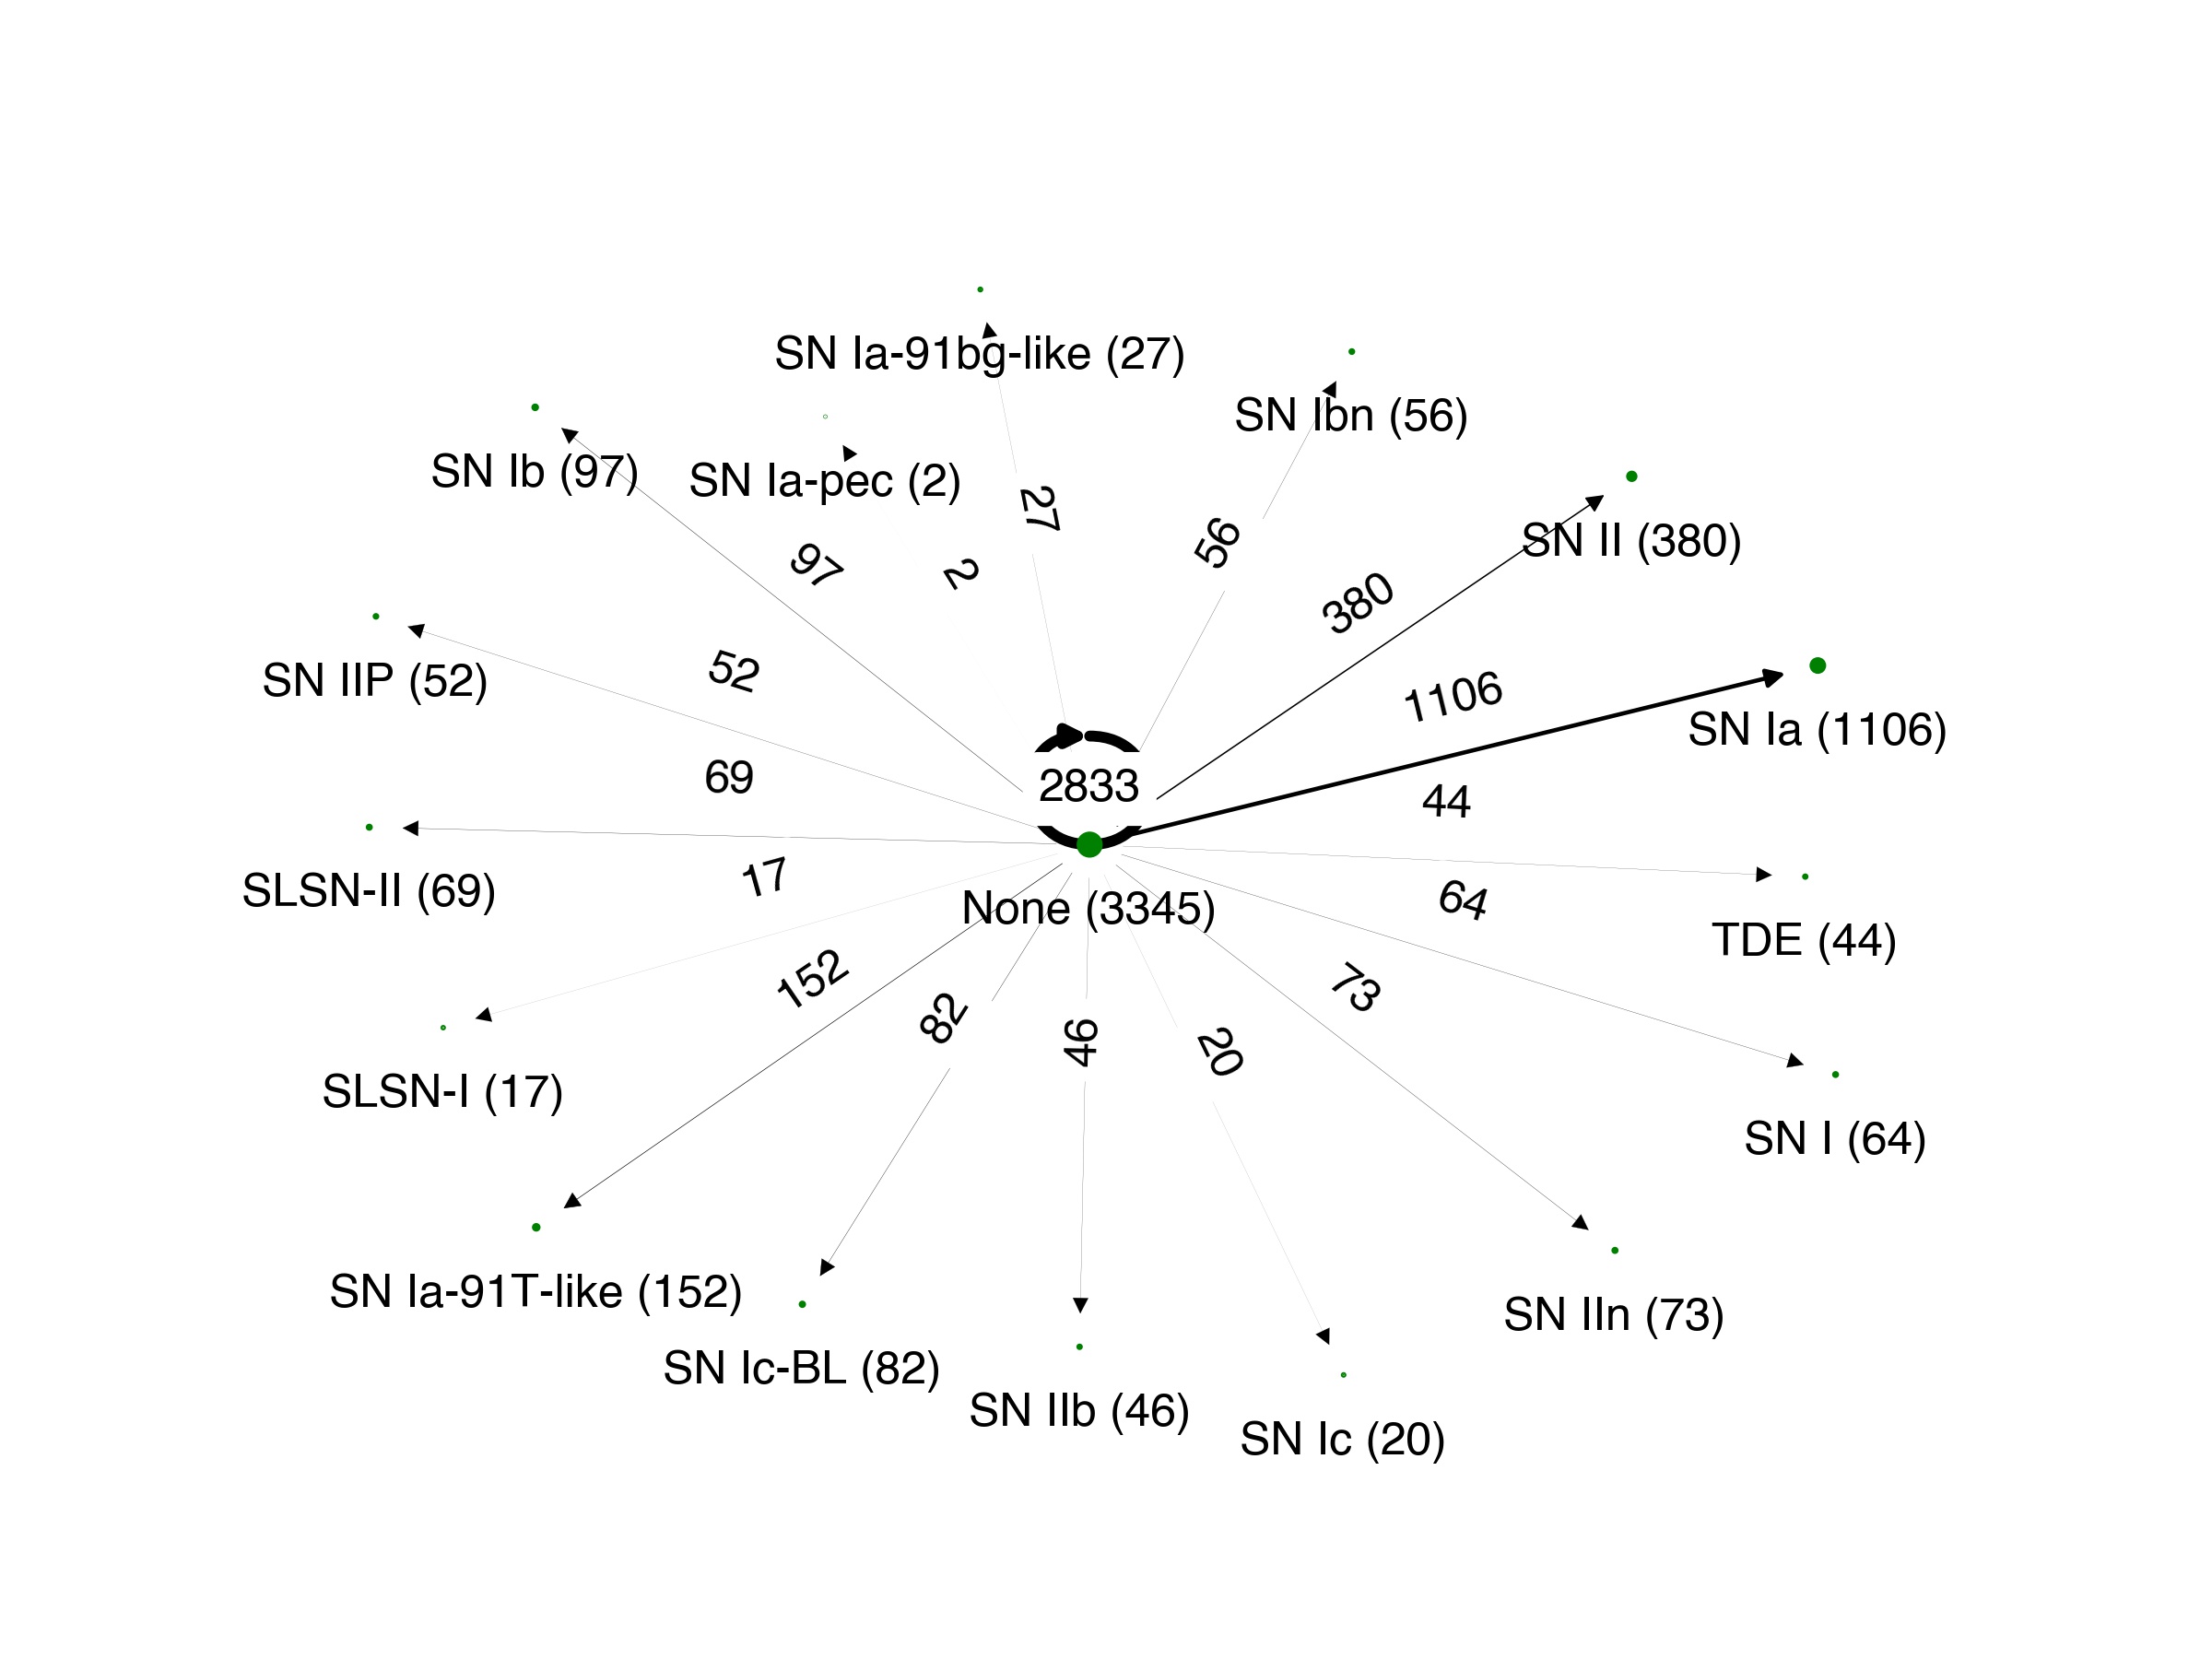 SN Ia-91bg-like (27)
SN Ibn (56)
SN Ib (97)
SN Ia-pec (2)
27
56
SN II (380)
97
2
380
SN IIP (52)
52
1106
SN Ia (1106)
69
2833
44
SLSN-II (69)
17
None (3345)
64
TDE (44)
152
82
46
20
73
SLSN-I (17)
SN I (64)
SN Ia-91T-like (152)
SN IIn (73)
SN Ic-BL (82)
SN IIb (46)
SN Ic (20)